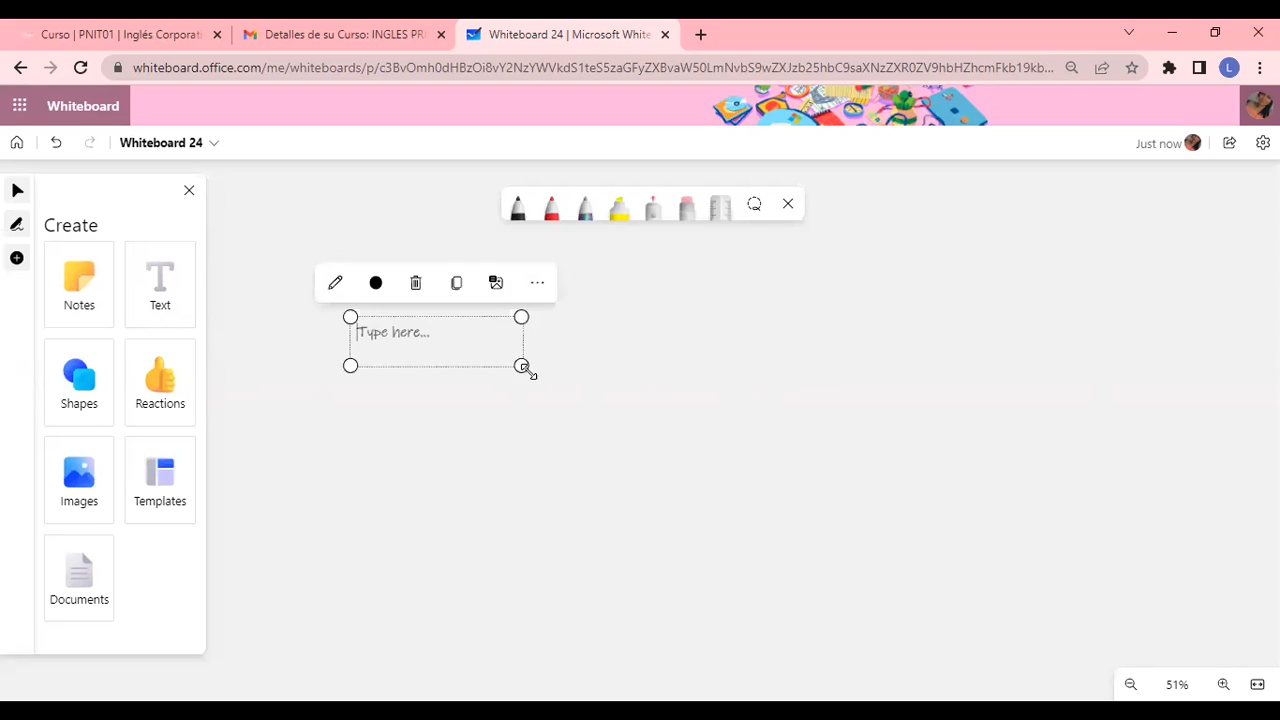 Curso | PNIT01 | Inglés Corporat
Detalles de su Curso: INGLES PR
Whiteboard 24 | Microsoft White
whiteboard.office.com/me/whiteboards/p/c3BvOmh0dHBzOi8vY2NzYWVkdS1teS5zaGFyZXBvaW50LmNvbS9wZXJzb25hbC9saXNzZXR0ZV9hbHZhcmFkb19kb...
L
Whiteboard
Whiteboard 24
Just now
Create
Notes
Text
Type here...
Shapes
Reactions
Images
Templates
Documents
51%